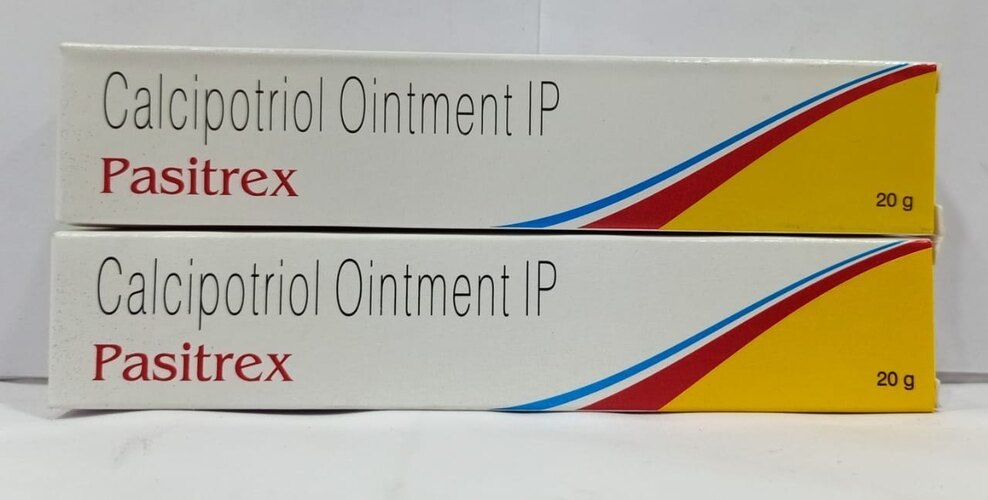 Calcipotriol Ointment IP
Pasitrex
20 g
Calcipotriol Ointment IP
Pasitrex
20 g